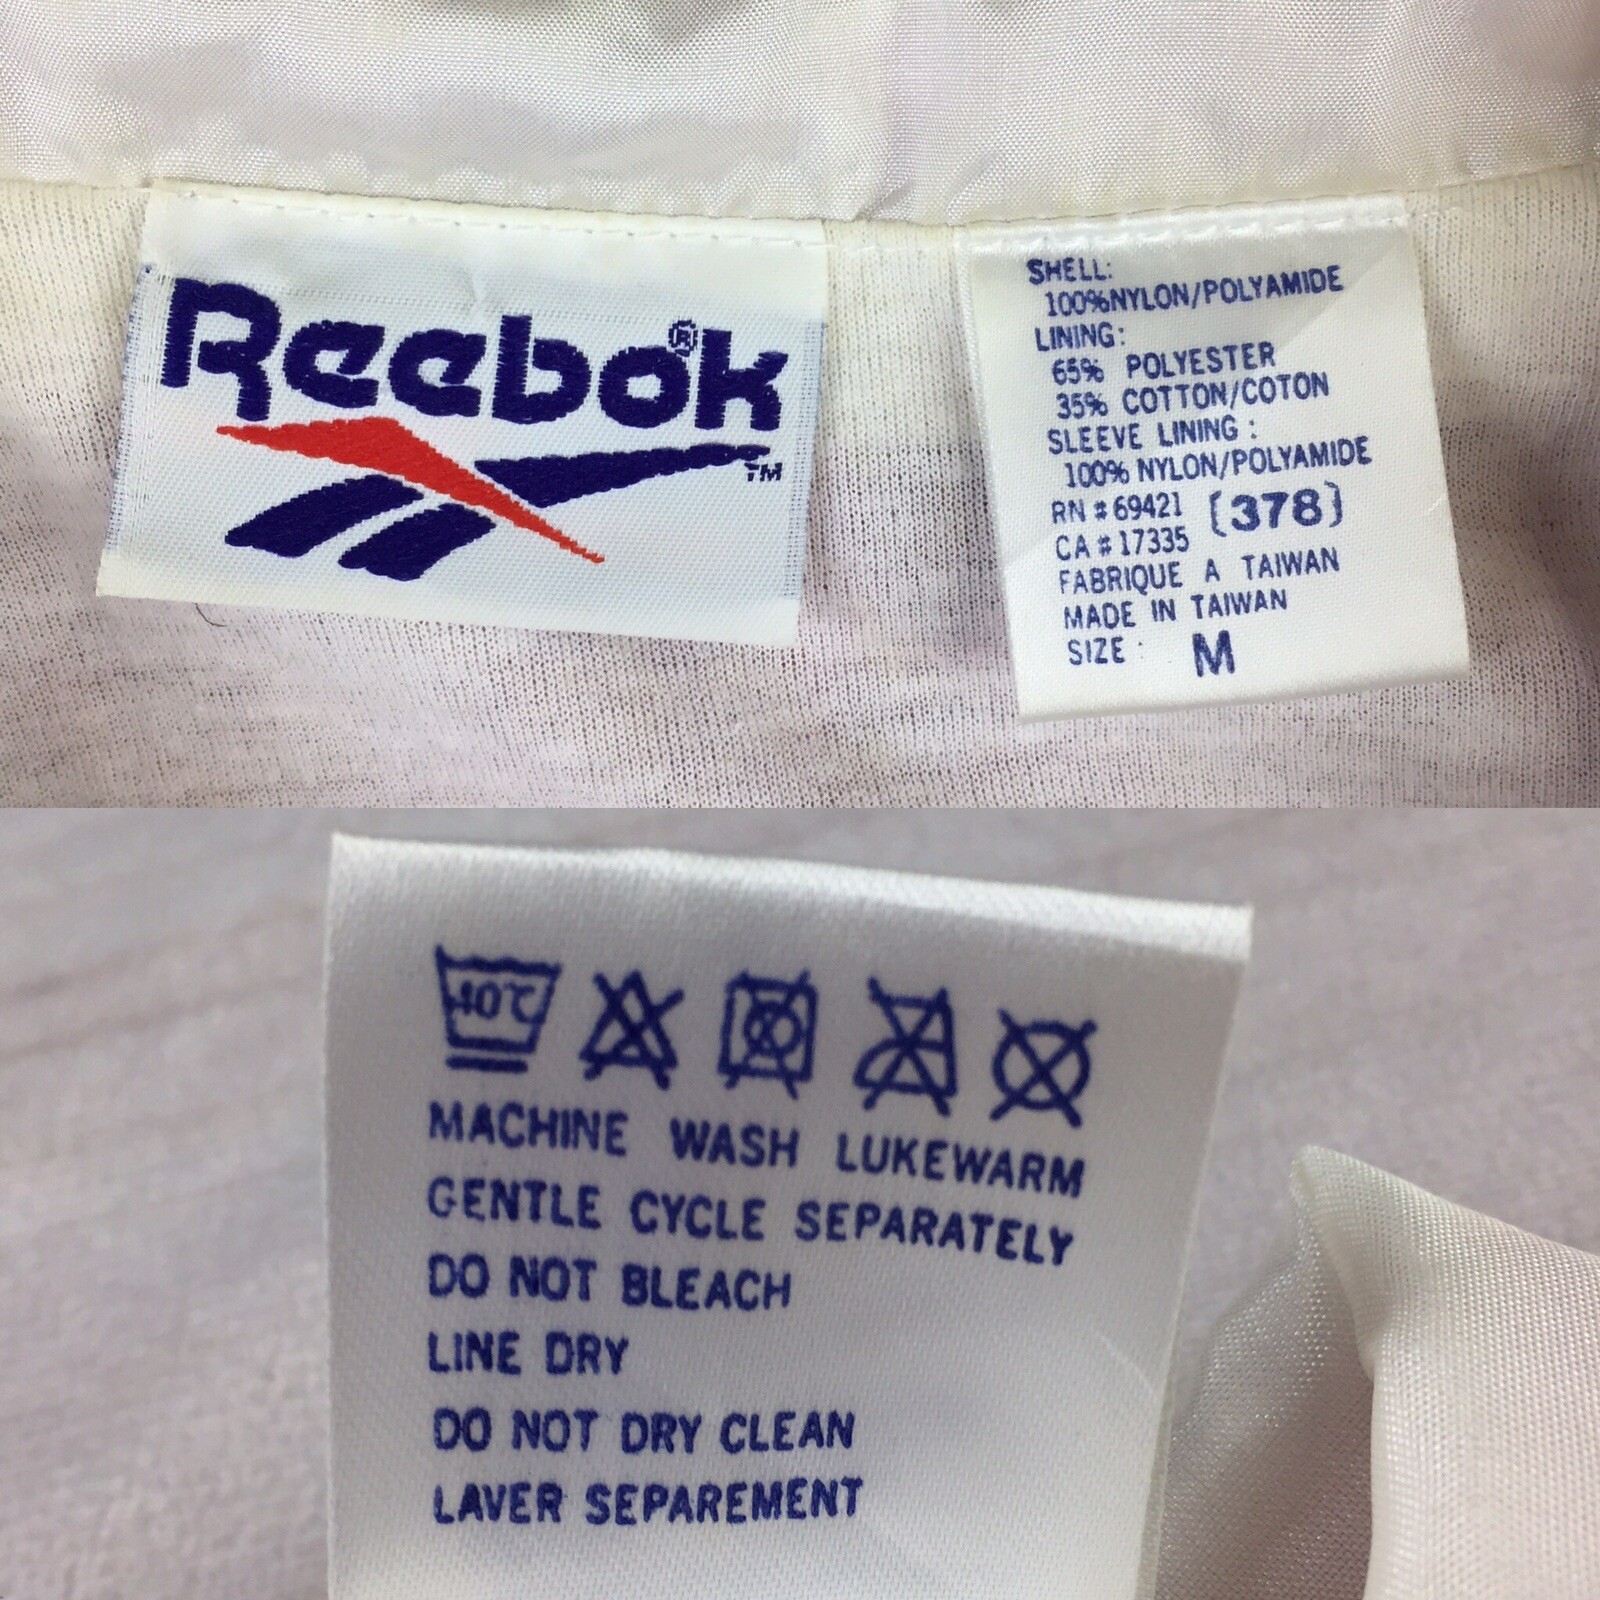 Reebok®
™
SHELL:
100%NYLON/POLYAMIDE
LINING:
65% POLYESTER
35% COTTON/COTON
SLEEVE LINING:
100% NYLON/POLYAMIDE
RN # 69421 [378]
CA # 17335
FABRIQUE A TAIWAN
MADE IN TAIWAN
SIZE: M
40℃
MACHINE WASH LUKEWARM
GENTLE CYCLE SEPARATELY
DO NOT BLEACH
LINE DRY
DO NOT DRY CLEAN
LAVER SEPAREMENT